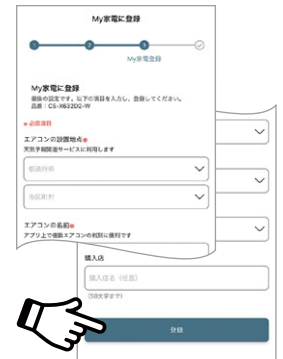 My家電に登録
My家電登録
My家電に登録
最後の設定です。以下の項目を入力し、登録してください。
品番：CS-X632D2-W
● 必須項目
エアコンの設置地点●
天気予報関連サービスに利用します
都道府県
市区町村
エアコンの名前●
アプリ上で複数エアコンの判別に便利です
購入店
購入店名（任意）
(50文字まで)
登録